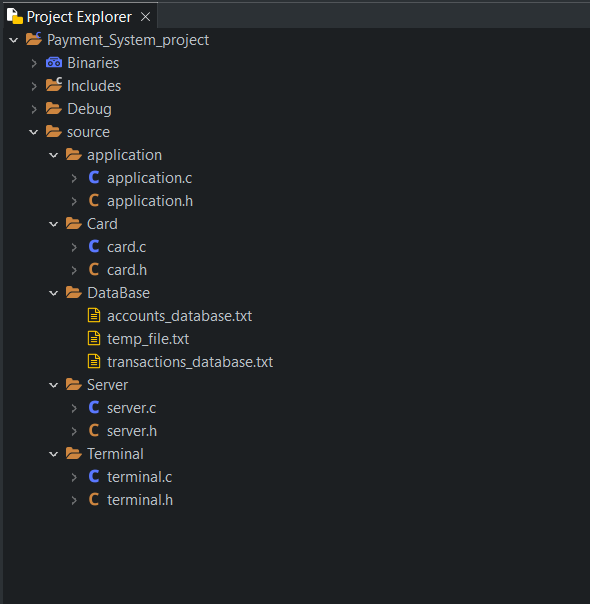 Project Explorer
Payment_System_project
Binaries
Includes
Debug
source
application
application.c
application.h
Card
card.c
card.h
DataBase
accounts_database.txt
temp_file.txt
transactions_database.txt
Server
server.c
server.h
Terminal
terminal.c
terminal.h